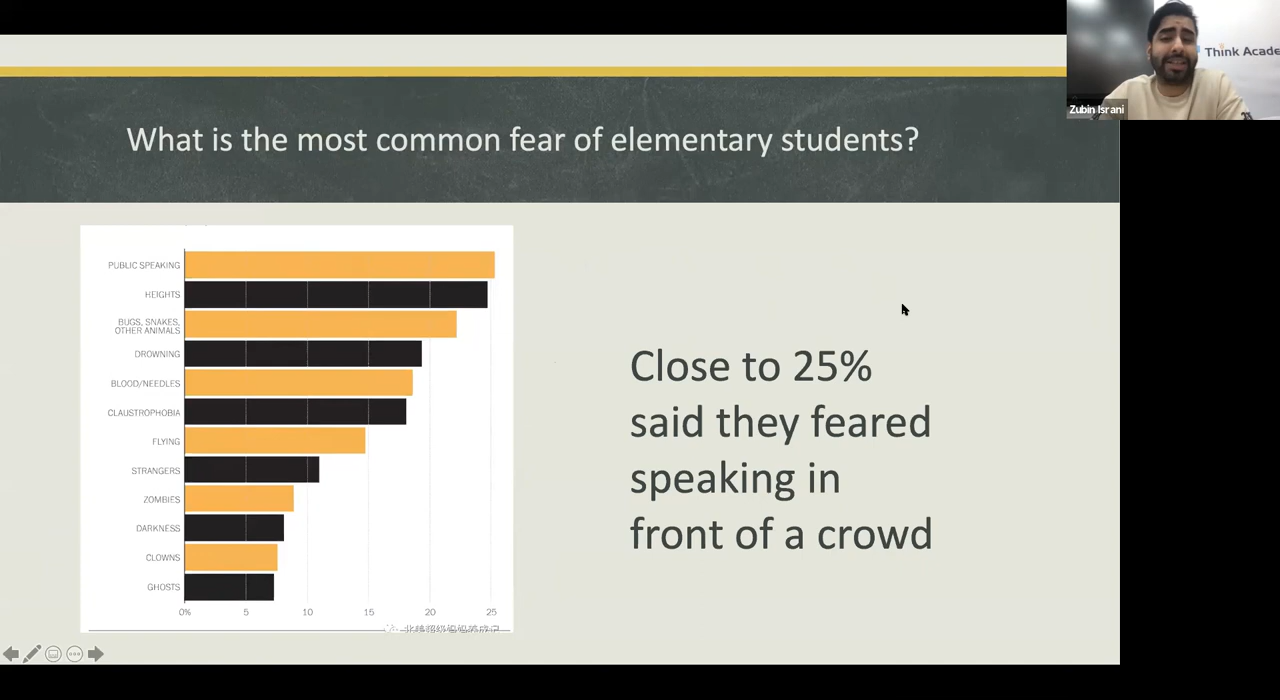 Think Acade
Zubin Israni
What is the most common fear of elementary students?
PUBLIC SPEAKING
HEIGHTS
BUGS, SNAKES,
OTHER ANIMALS
DROWNING
BLOOD/NEEDLES
CLAUSTROPHOBIA
FLYING
STRANGERS
ZOMBIES
DARKNESS
CLOWNS
GHOSTS
0% 5 10 15 20 25
Close to 25%
said they feared
speaking in
front of a crowd